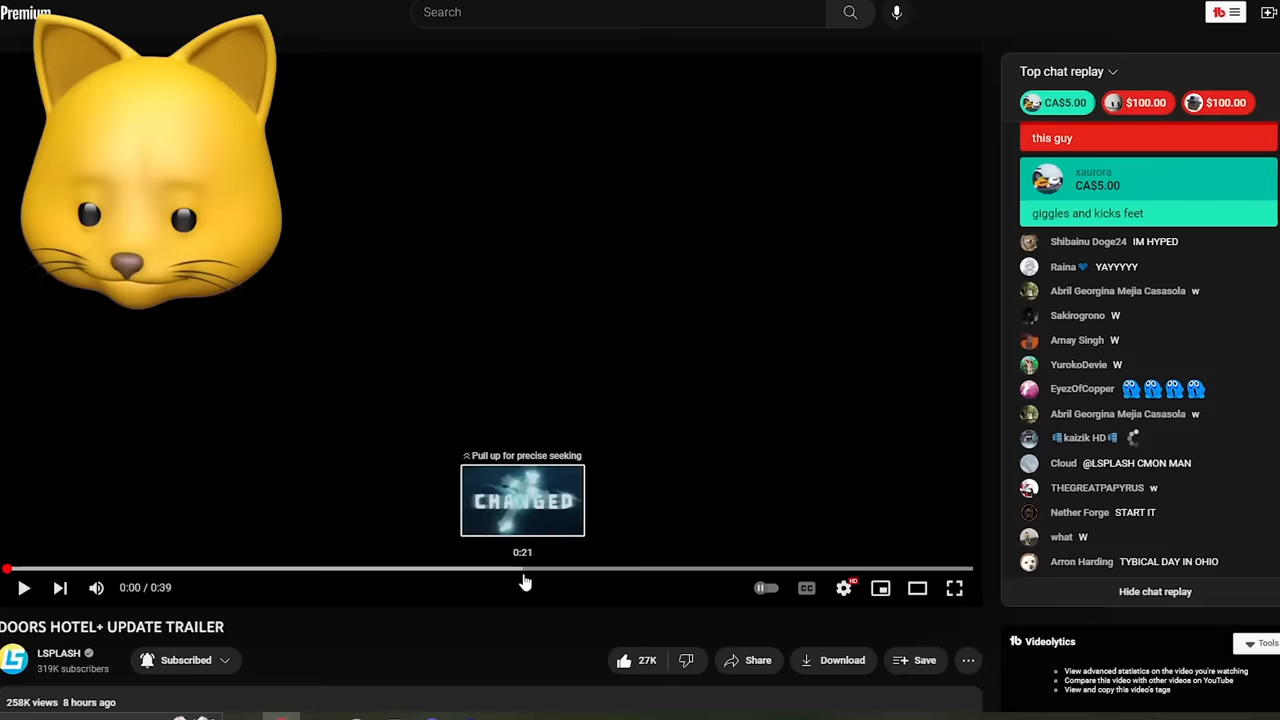 Premium
Search
Top chat replay
CA$5.00 $100.00 $100.00
this guy
xaurora
CA$5.00
giggles and kicks feet
Shibainu Doge24 IM HYPED
Raina YAYYYYY
Abril Georgina Mejia Casasola w
Sakirogrono W
Amay Singh W
YurokoDevie W
EyezOfCopper
Abril Georgina Mejia Casasola w
kaizik HD
Cloud @LSPLASH CMON MAN
THEGREATPAPYRUS w
Nether Forge START IT
what W
Arron Harding TYBICAL DAY IN OHIO
Hide chat replay
Pull up for precise seeking
CHANGED
0:21
0:00 / 0:39
CC
HD
DOORS HOTEL+ UPDATE TRAILER
LSPLASH
319K subscribers
Subscribed
27K
Share
Download
Save
258K views 8 hours ago
Videolytics
Tools
View advanced statistics on the video you're watching
Compare this video with other videos on YouTube
View and copy this video's tags